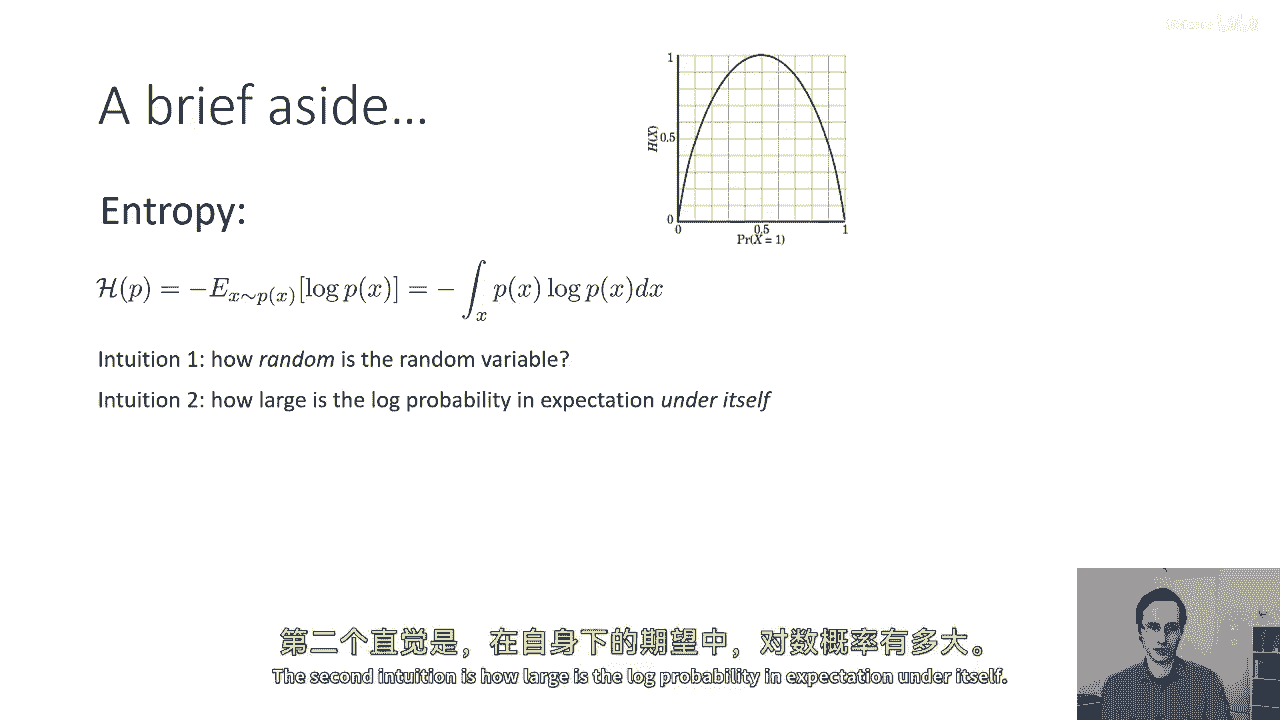 A brief aside...
1
H(X)
0.5
0
0 0.5 1
Pr(X = 1)
Entropy:
ℋ(p) = −E_{x∼p(x)}[log p(x)] = − ∫_x p(x) log p(x)dx
Intuition 1: how random is the random variable?
Intuition 2: how large is the log probability in expectation under itself
第二个直觉是，在自身下的期望中，对数概率有多大。
The second intuition is how large is the log probability in expectation under itself.